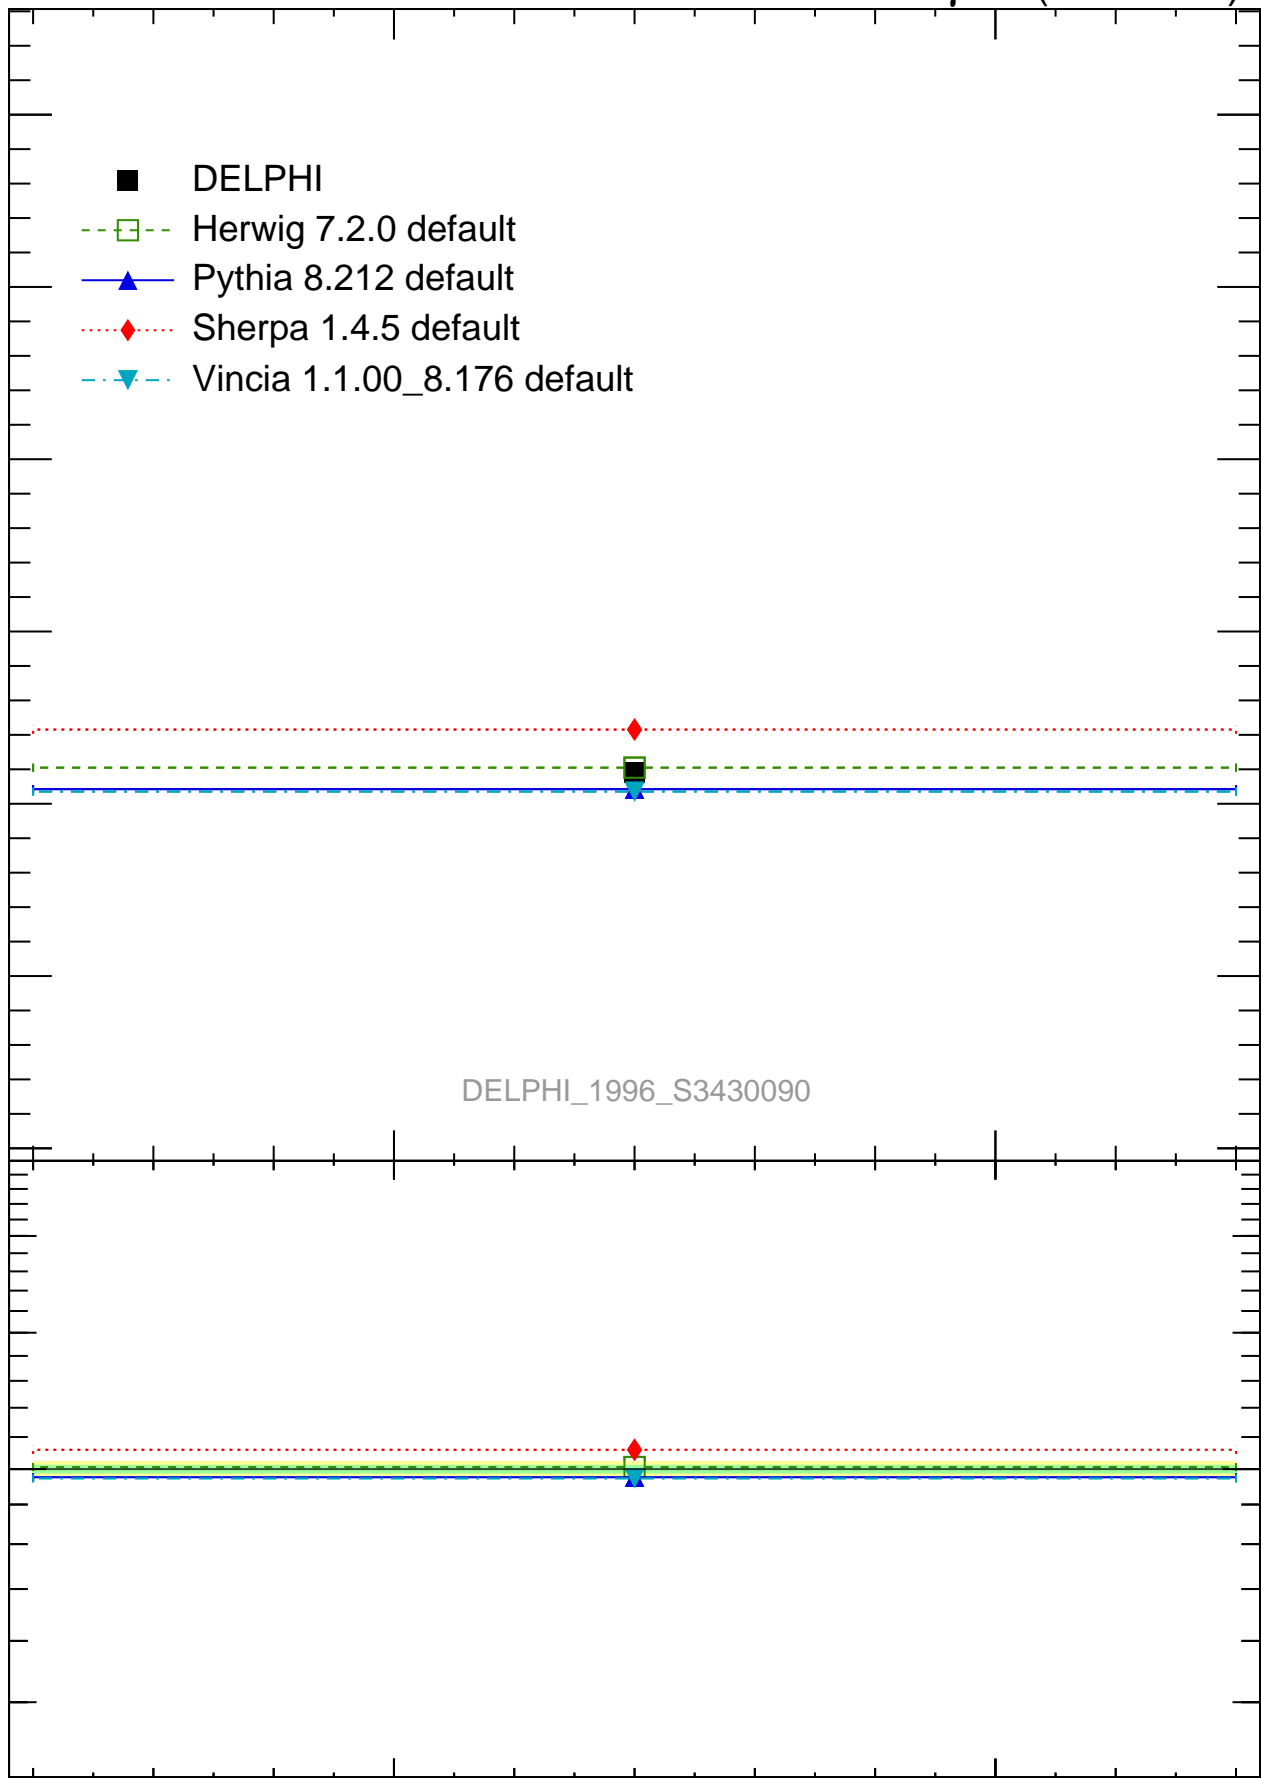 DELPHI
Herwig 7.2.0 default
Pythia 8.212 default
Sherpa 1.4.5 default
Vincia 1.1.00_8.176 default
DELPHI_1996_S3430090